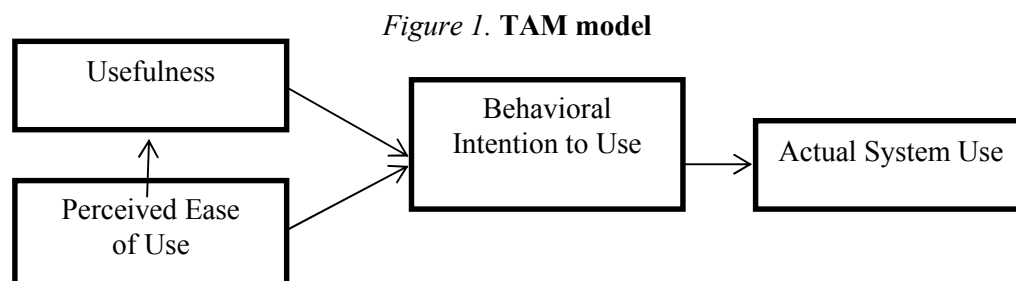 Figure 1. TAM model
Usefulness
Perceived Ease
of Use
Behavioral
Intention to Use
Actual System Use